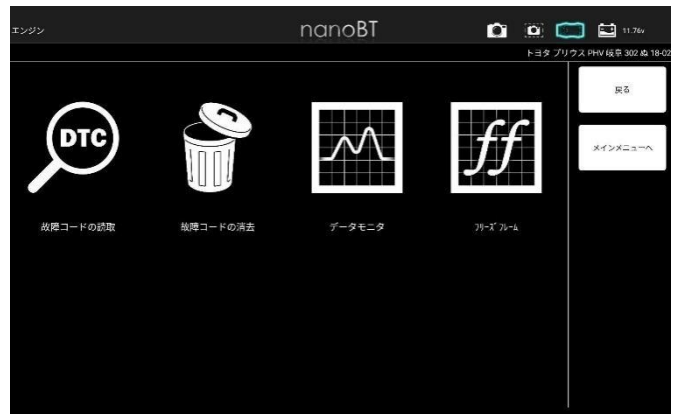 エンジン
nanoBT
11.76v
トヨタ プリウス PHV 岐阜 302 ぬ 18-02
戻る
メインメニューへ
DTC
ff
故障コードの読取
故障コードの消去
データモニタ
フリーズ フレーム